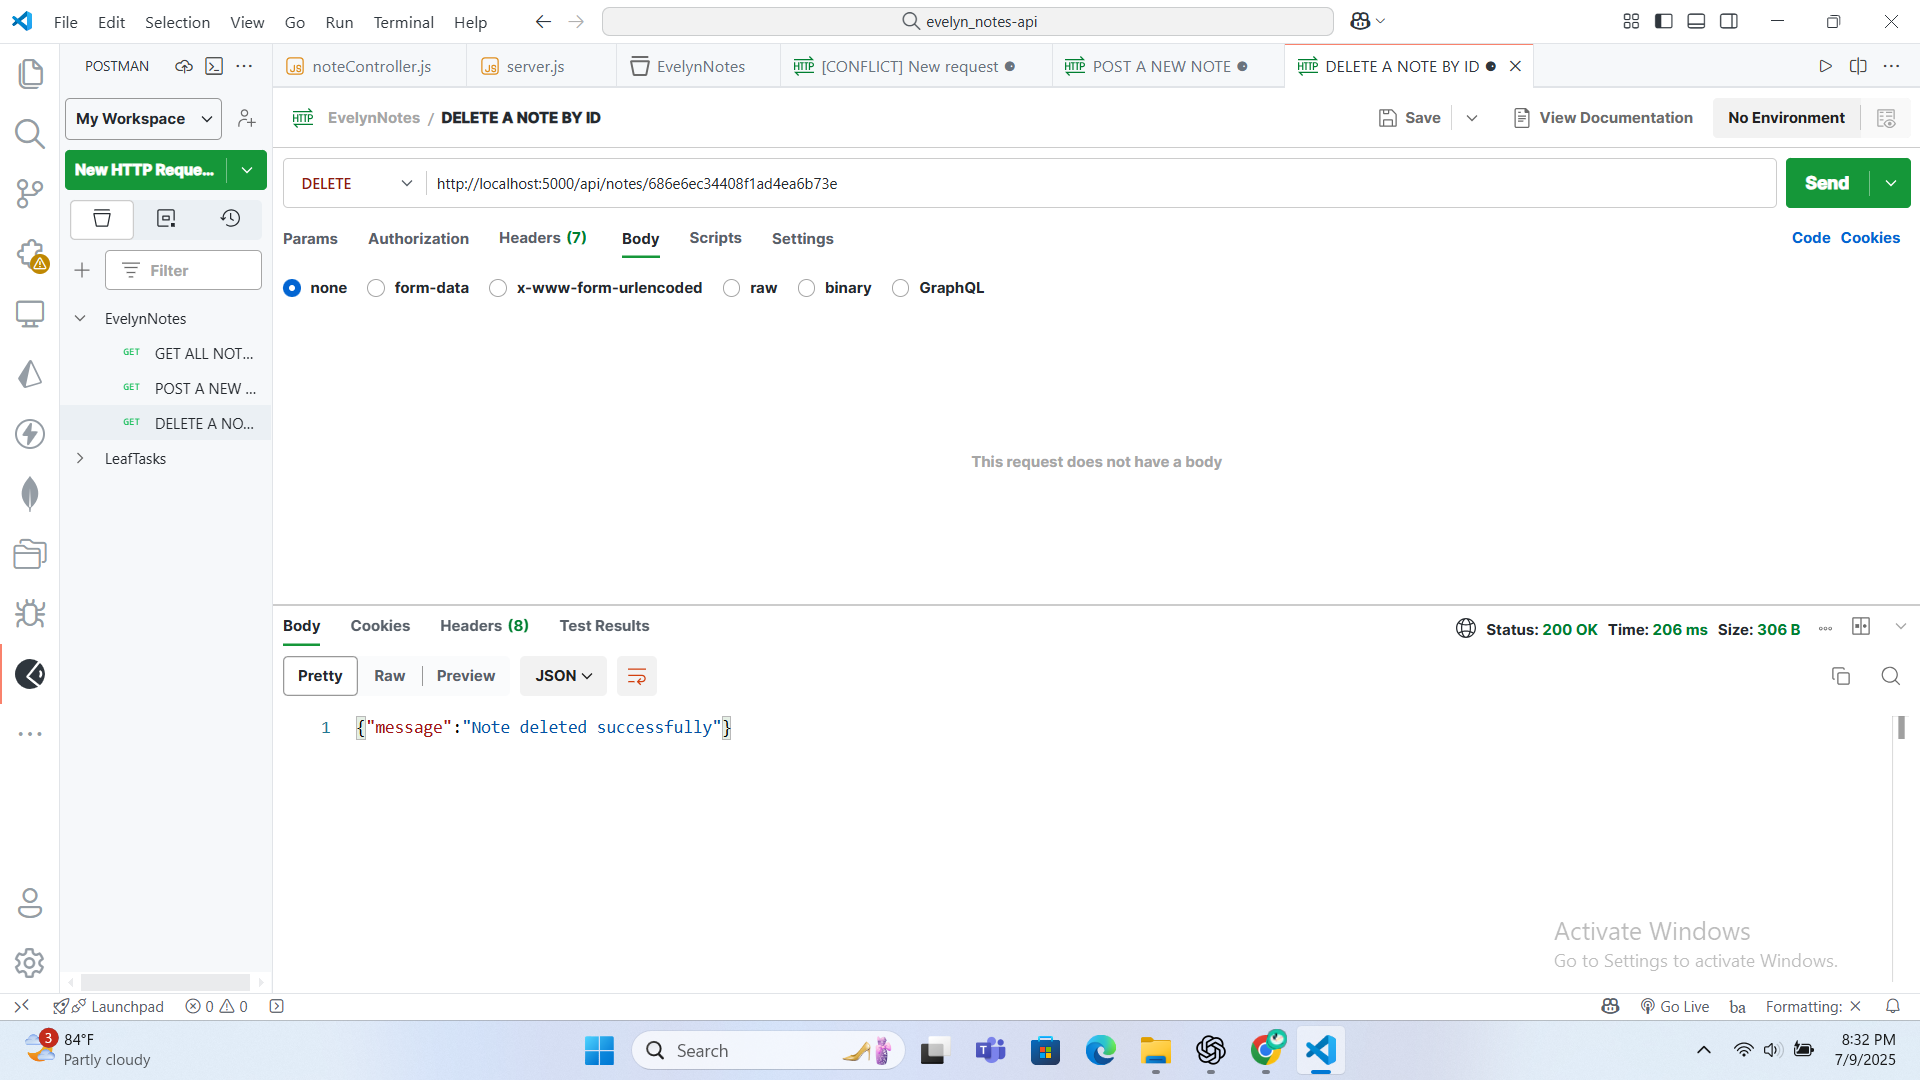 File Edit Selection View Go Run Terminal Help
evelyn_notes-api
POSTMAN
noteController.js
server.js
EvelynNotes
[CONFLICT] New request
POST A NEW NOTE
DELETE A NOTE BY ID
My Workspace
EvelynNotes / DELETE A NOTE BY ID
Save
View Documentation
No Environment
New HTTP Reque...
DELETE
http://localhost:5000/api/notes/686e6ec34408f1ad4ea6b73e
Send
Params Authorization Headers (7) Body Scripts Settings
Code Cookies
Filter
none form-data x-www-form-urlencoded raw binary GraphQL
EvelynNotes
GET GET ALL NOT...
GET POST A NEW ...
GET DELETE A NO...
LeafTasks
This request does not have a body
Body Cookies Headers (8) Test Results
Status: 200 OK Time: 206 ms Size: 306 B
Pretty Raw Preview JSON
1 {"message":"Note deleted successfully"}
Activate Windows
Go to Settings to activate Windows.
Launchpad 0 0
Go Live ba Formatting:
3 84°F
Partly cloudy
Search
8:32 PM
7/9/2025